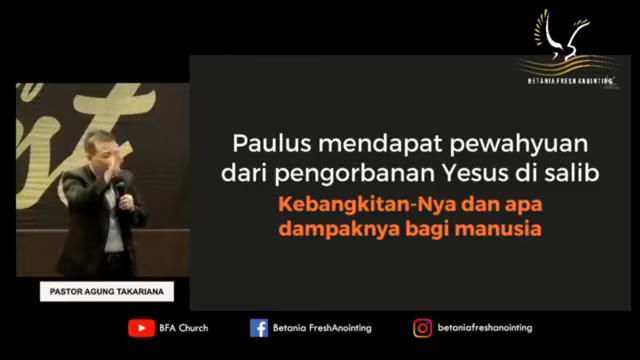 BETANIA FRESH ANOINTING
Paulus mendapat pewahyuan
dari pengorbanan Yesus di salib
Kebangkitan-Nya dan apa
dampaknya bagi manusia
est
PASTOR AGUNG TAKARIANA
BFA Church
Betania FreshAnointing
betaniafreshanointing